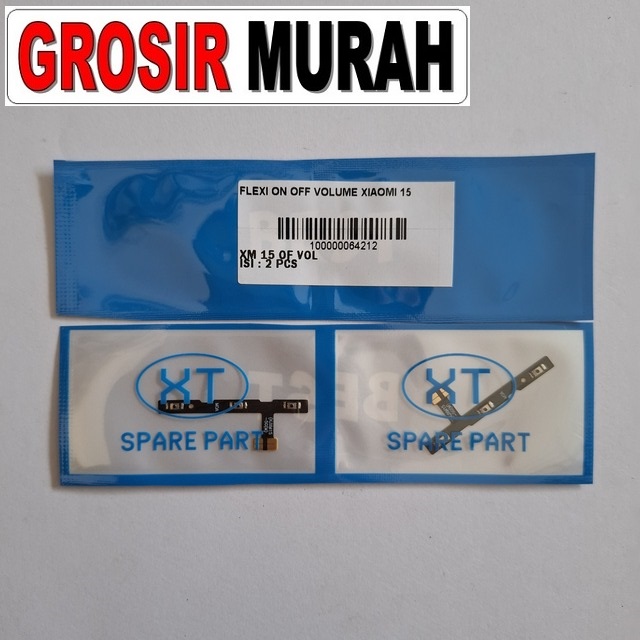 GROSIR MURAH
FLEXI ON OFF VOLUME XIAOMI 15
100000064212
XM 15 OF VOL
ISI : 2 PCS
XT
SPARE PART
XT
SPARE PART